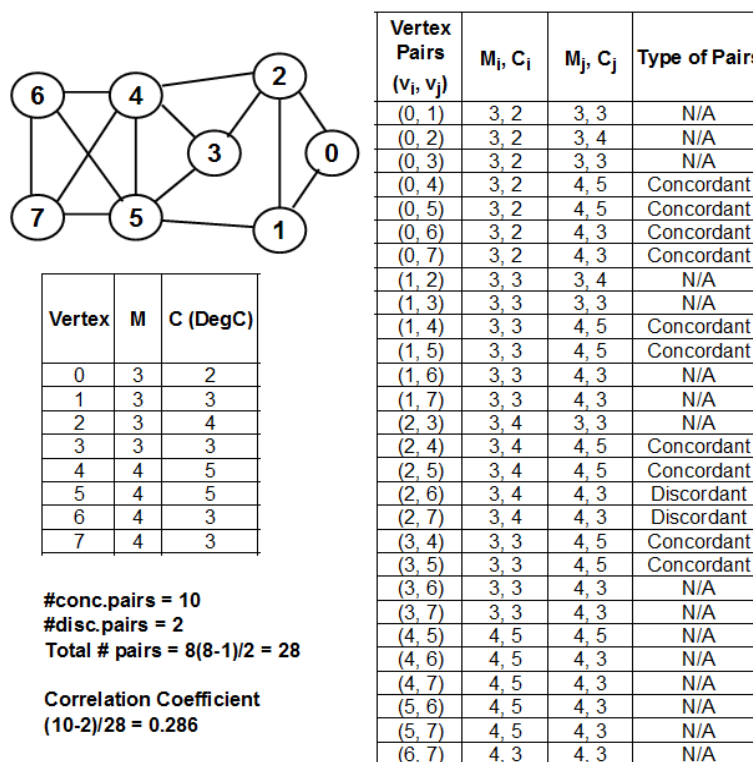 6
4
2
3
0
7
5
1
Vertex M C (DegC)
0 3 2
1 3 3
2 3 4
3 3 3
4 4 5
5 4 5
6 4 3
7 4 3
#conc.pairs = 10
#disc.pairs = 2
Total # pairs = 8(8-1)/2 = 28
Correlation Coefficient
(10-2)/28 = 0.286
Vertex
Pairs
(vi, vj) Mi, Ci Mj, Cj Type of Pairs
(0, 1) 3, 2 3, 3 N/A
(0, 2) 3, 2 3, 4 N/A
(0, 3) 3, 2 3, 3 N/A
(0, 4) 3, 2 4, 5 Concordant
(0, 5) 3, 2 4, 5 Concordant
(0, 6) 3, 2 4, 3 Concordant
(0, 7) 3, 2 4, 3 Concordant
(1, 2) 3, 3 3, 4 N/A
(1, 3) 3, 3 3, 3 N/A
(1, 4) 3, 3 4, 5 Concordant
(1, 5) 3, 3 4, 5 Concordant
(1, 6) 3, 3 4, 3 N/A
(1, 7) 3, 3 4, 3 N/A
(2, 3) 3, 4 3, 3 N/A
(2, 4) 3, 4 4, 5 Concordant
(2, 5) 3, 4 4, 5 Concordant
(2, 6) 3, 4 4, 3 Discordant
(2, 7) 3, 4 4, 3 Discordant
(3, 4) 3, 3 4, 5 Concordant
(3, 5) 3, 3 4, 5 Concordant
(3, 6) 3, 3 4, 3 N/A
(3, 7) 3, 3 4, 3 N/A
(4, 5) 4, 5 4, 5 N/A
(4, 6) 4, 5 4, 3 N/A
(4, 7) 4, 5 4, 3 N/A
(5, 6) 4, 5 4, 3 N/A
(5, 7) 4, 5 4, 3 N/A
(6, 7) 4, 3 4, 3 N/A